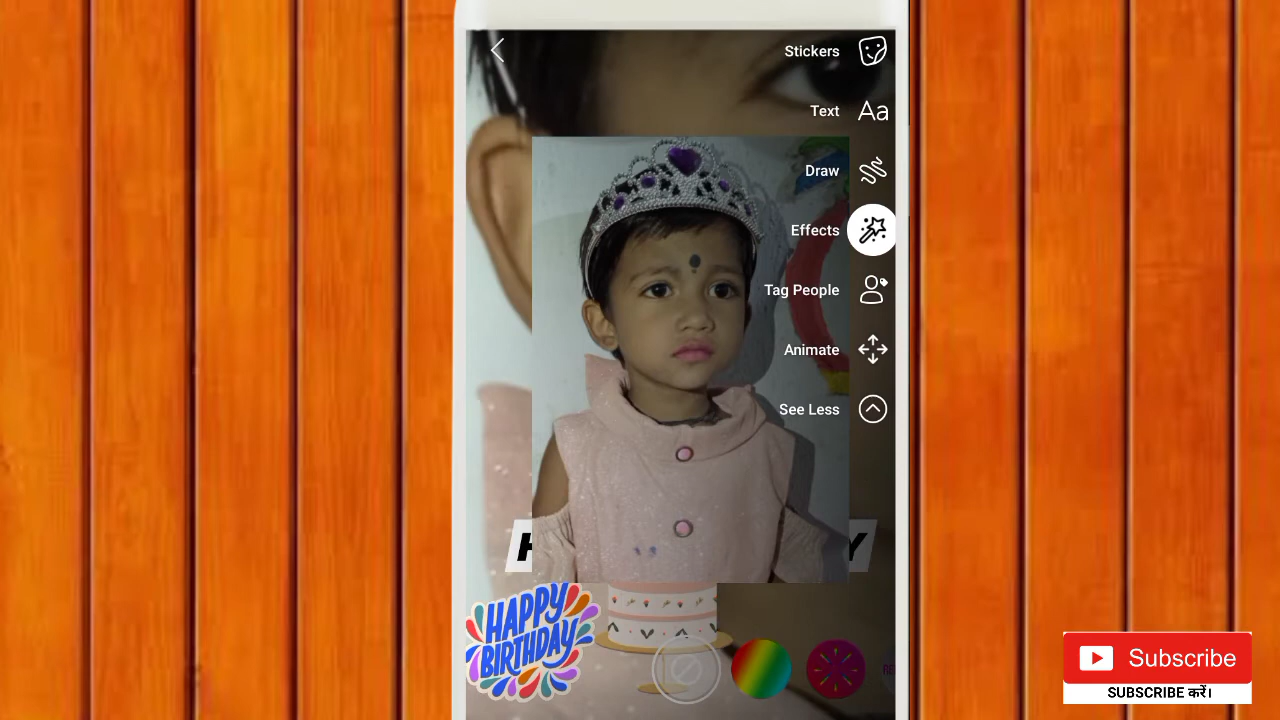 Stickers
Text
Aa
Draw
Effects
Tag People
Animate
See Less
HAPPY
BIRTHDAY
Subscribe
SUBSCRIBE करें।